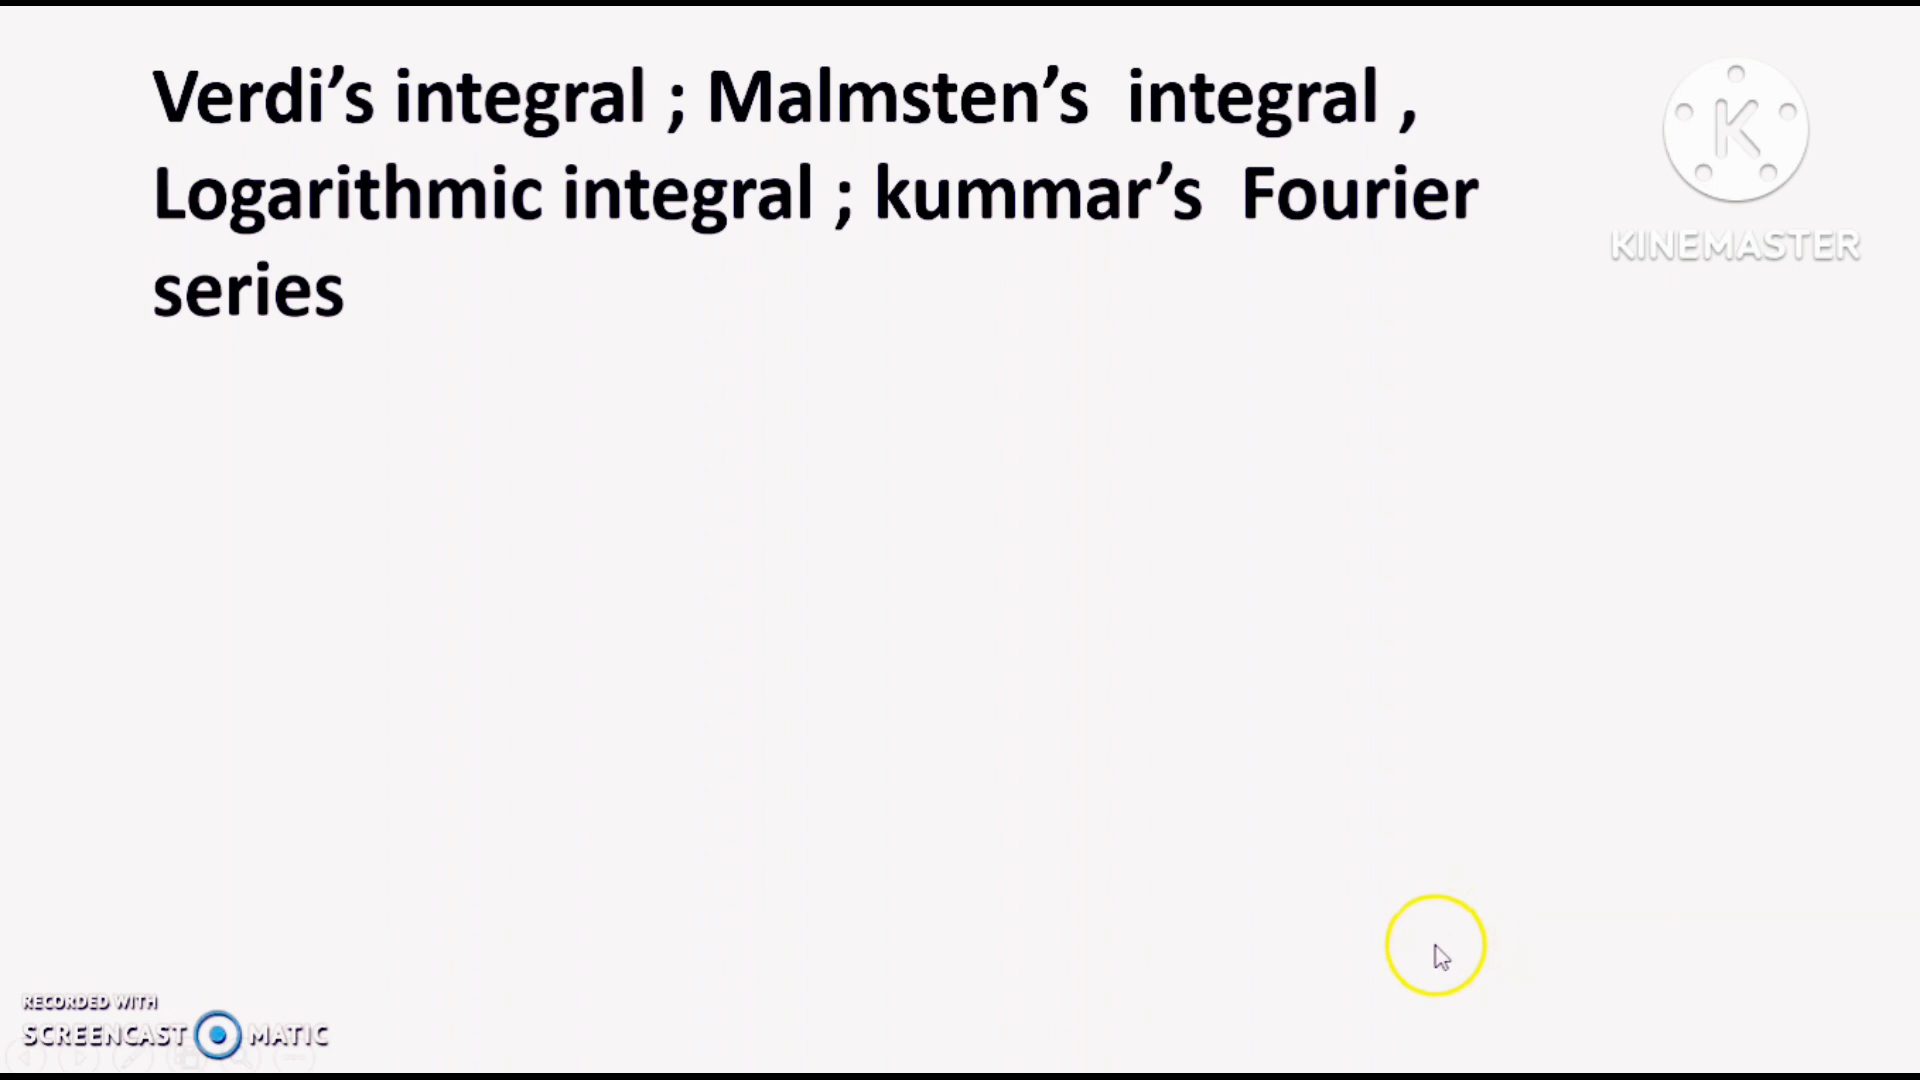 Verdi’s integral ; Malmsten’s  integral ,
Logarithmic integral ; kummar’s  Fourier
series
K
KINEMASTER
RECORDED WITH
SCREENCAST MATIC